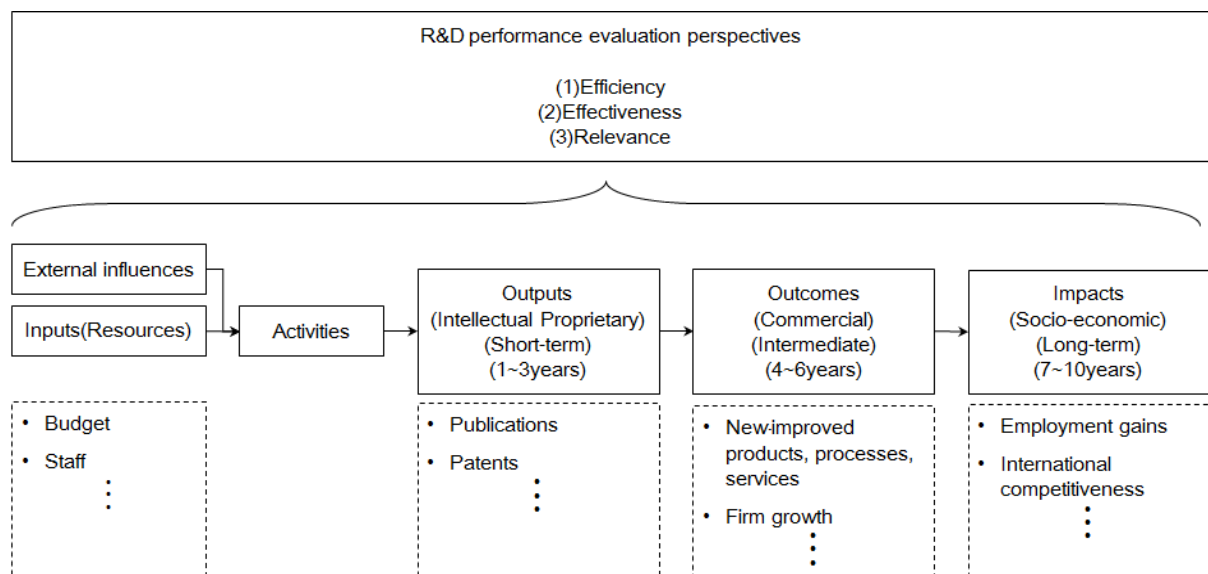 R&D performance evaluation perspectives
(1)Efficiency
(2)Effectiveness
(3)Relevance
External influences
Inputs(Resources)
Activities
Outputs
(Intellectual Proprietary)
(Short-term)
(1~3years)
Outcomes
(Commercial)
(Intermediate)
(4~6years)
Impacts
(Socio-economic)
(Long-term)
(7~10years)
• Budget
• Staff
• Publications
• Patents
• New-improved
products, processes,
services
• Firm growth
• Employment gains
• International
competitiveness